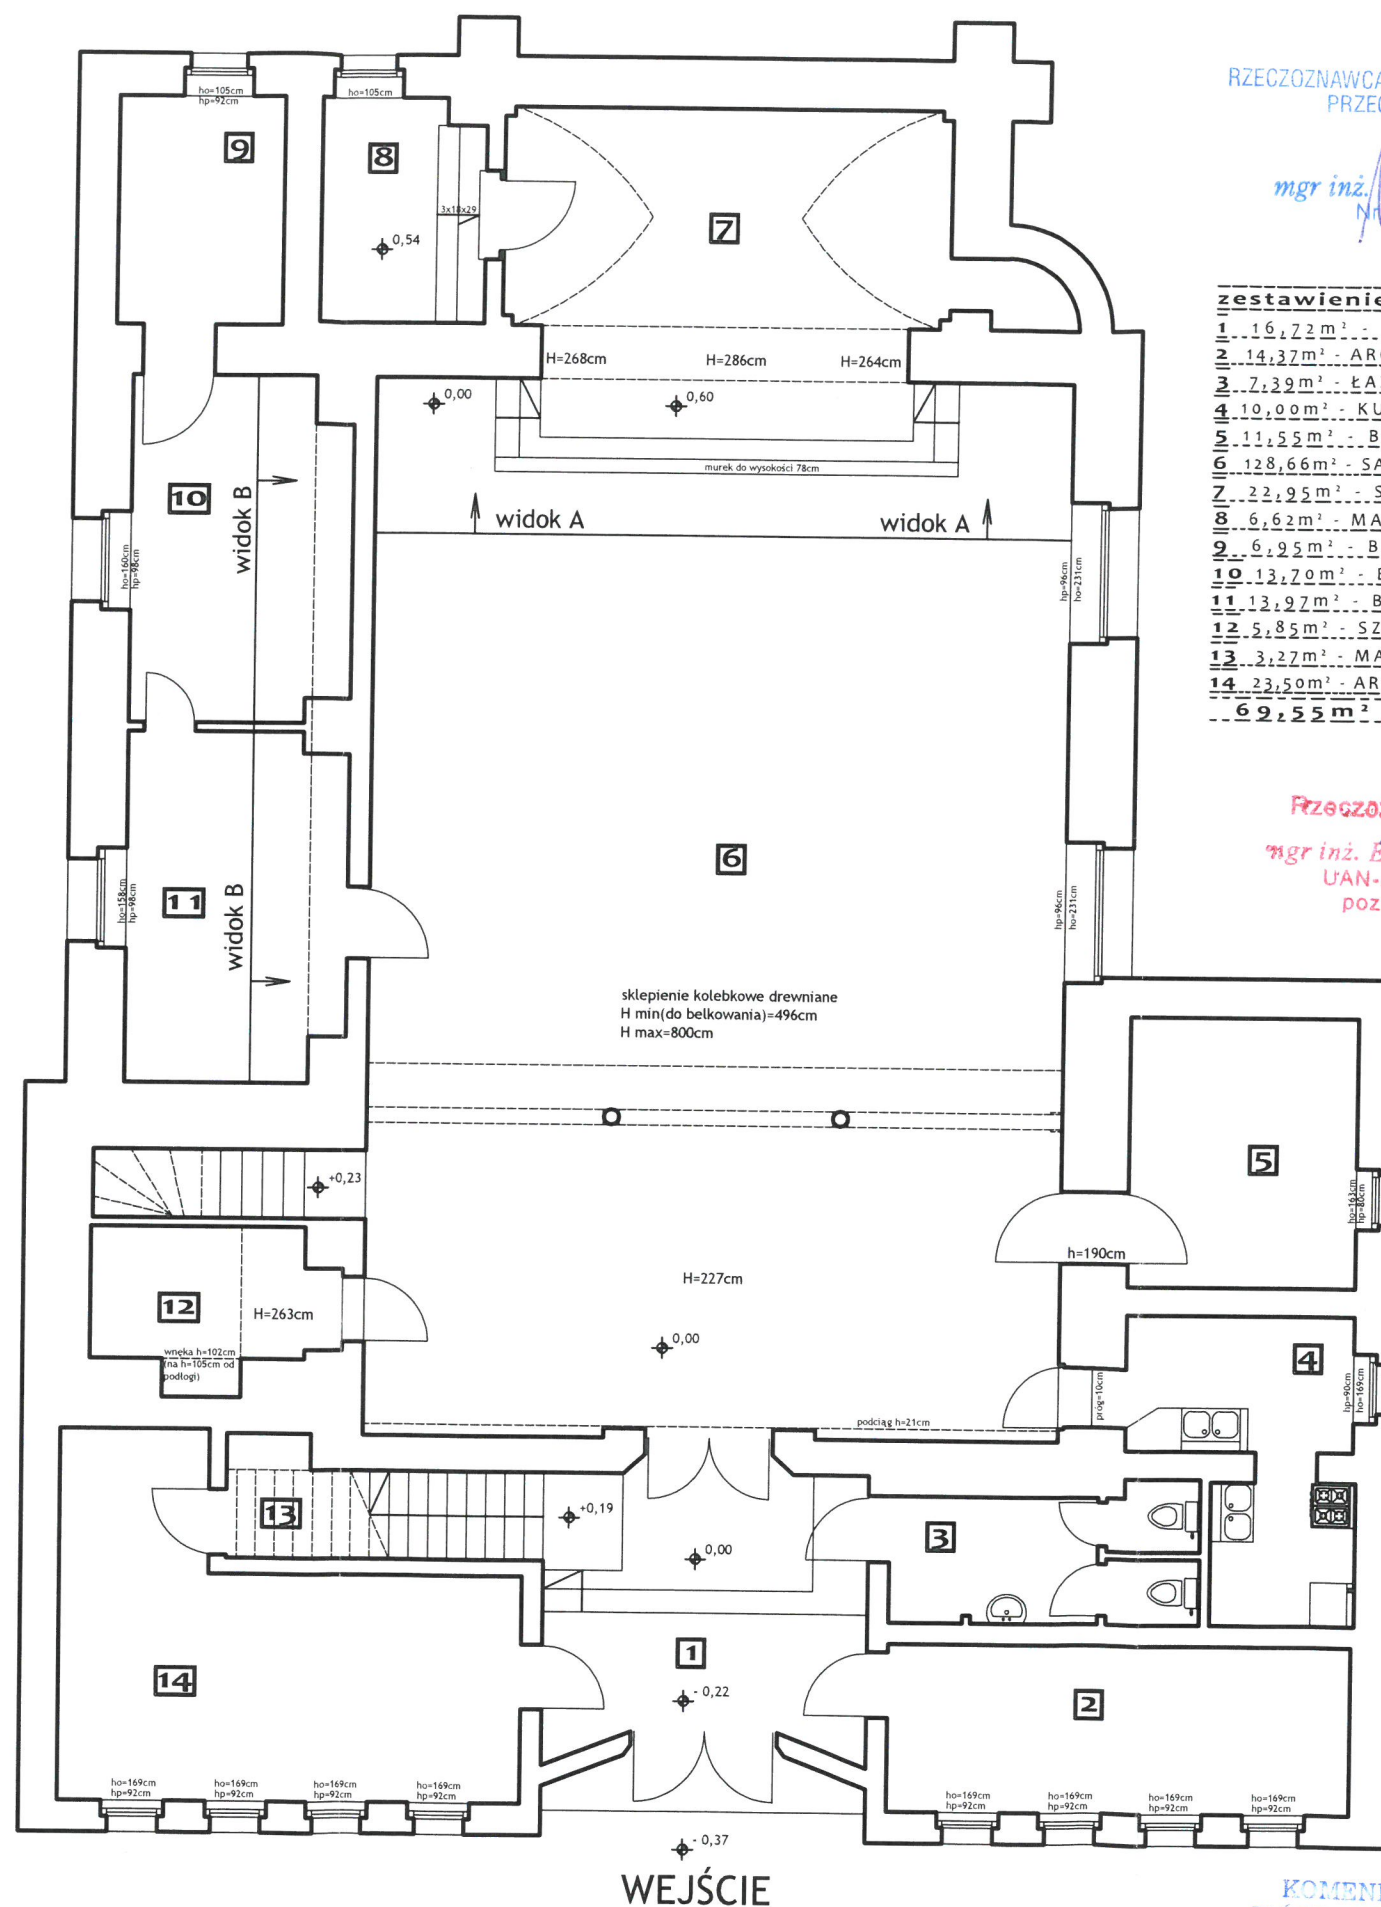 ho=105cm
hp=92cm
ho=105cm
RZECZOZNAWCA
9
8
3x18x29
7
0,54
mgr inż.
H=268cm
H=286cm
H=264cm
0,00
0,60
murek do wysokości 78cm
widok A
widok A
10
widok B
ho=160cm
hp=98cm
hp=96cm
ho=231cm
zestawienie
1 16,72m² -
2 14,37m² -
3 7,39m² -
4 10,00m² -
5 11,55m² -
6 128,66m² -
7 22,95m² -
8 6,62m² -
9 6,95m² -
10 13,70m² -
11 13,97m² -
12 5,85m² -
13 3,27m² -
14 23,50m² -
69,55m²
mgr inż.
UAN-
6
11
widok B
ho=158cm
hp=98cm
hp=96cm
ho=231cm
sklepienie kolebkowe drewniane
H min(do belkowania)=496cm
H max=800cm
5
ho=163cm
hp=80cm
+0,23
h=190cm
12
H=263cm
H=227cm
0,00
wnęka h=102cm
(na h=105cm od
podłogi)
4
hp=90cm
ho=169cm
próg=10cm
podciąg h=21cm
13
+0,19
0,00
3
14
1
- 0,22
2
ho=169cm
hp=92cm
ho=169cm
hp=92cm
ho=169cm
hp=92cm
ho=169cm
hp=92cm
ho=169cm
hp=92cm
ho=169cm
hp=92cm
ho=169cm
hp=92cm
ho=169cm
hp=92cm
- 0,37
WEJŚCIE